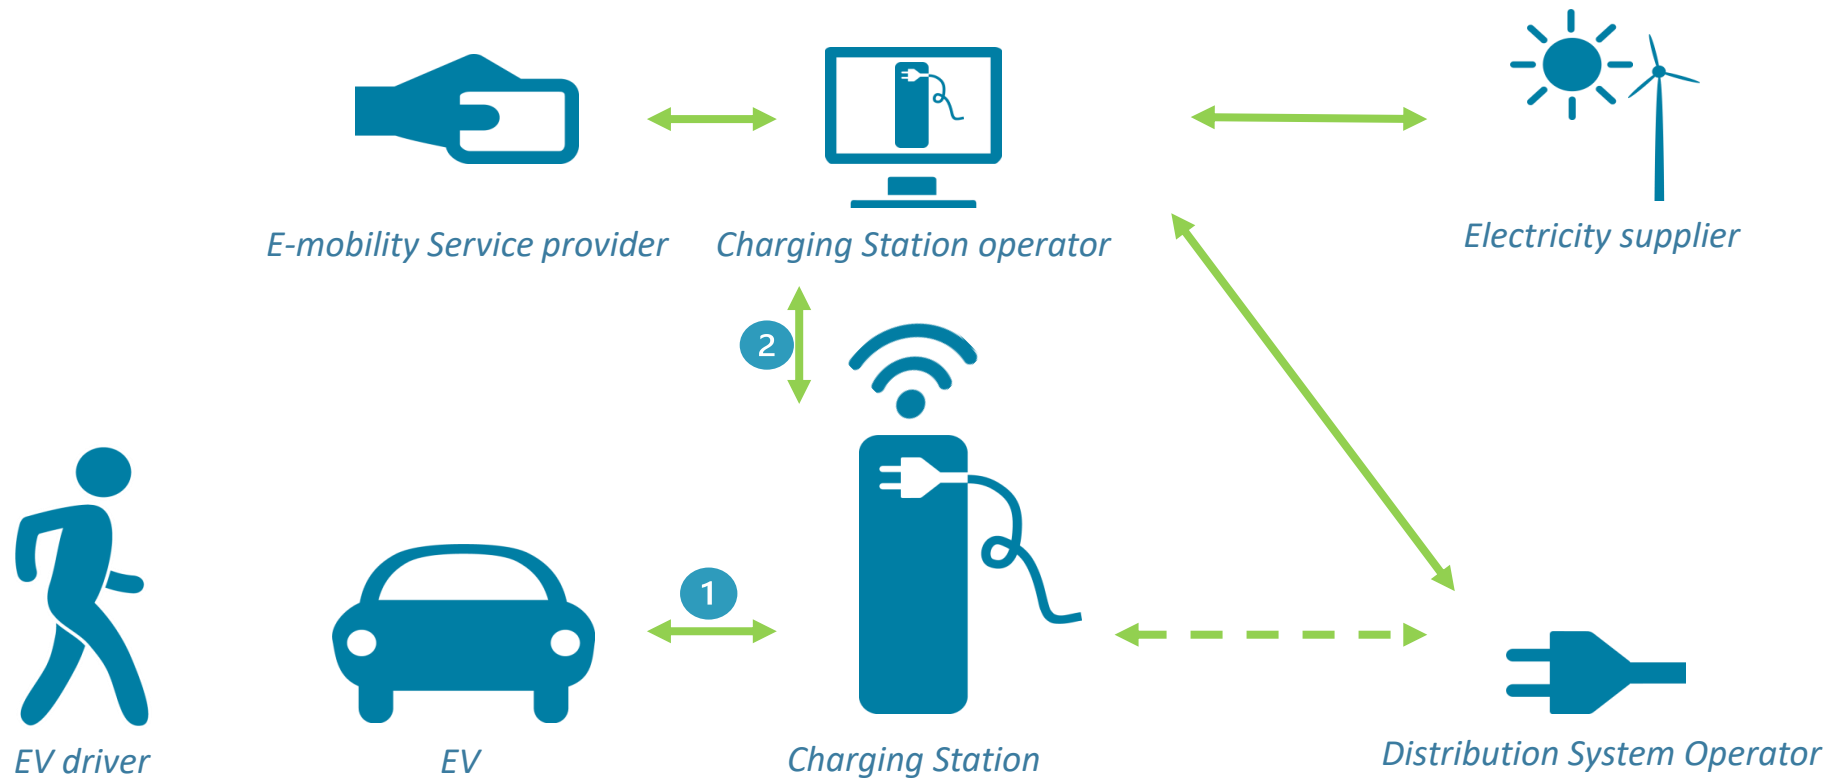 E-mobility Service provider
Charging Station operator
Electricity supplier
2
1
EV driver
EV
Charging Station
Distribution System Operator